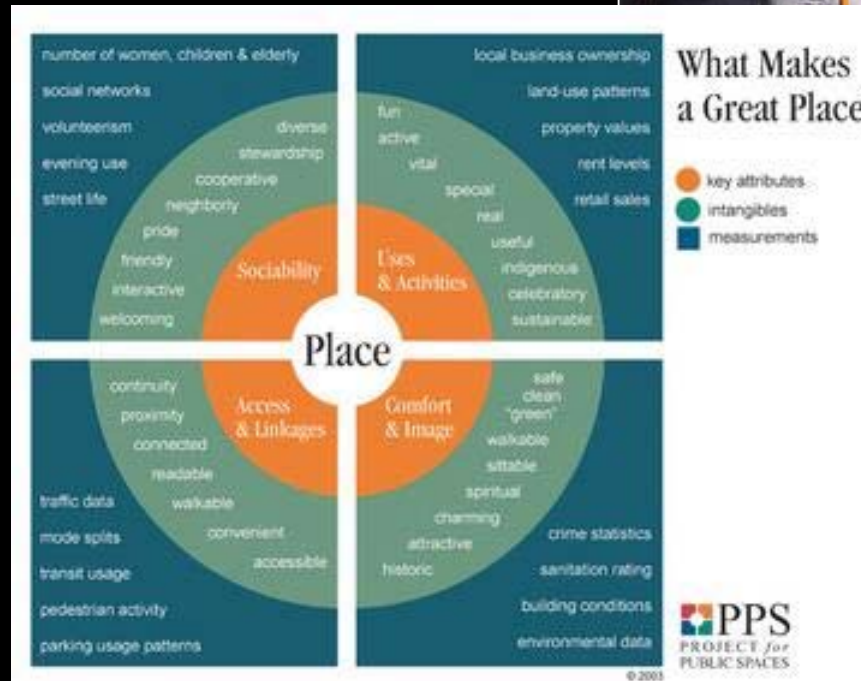 What Makes
a Great Place
key attributes
intangibles
measurements
number of women, children & elderly
social networks
volunteerism
evening use
street life
diverse
stewardship
cooperative
neighborly
pride
friendly
interactive
welcoming
Sociability
local business ownership
land-use patterns
property values
rent levels
retail sales
fun
active
vital
special
real
useful
indigenous
celebratory
sustainable
Uses
& Activities
Place
continuity
proximity
connected
readable
walkable
convenient
accessible
Access
& Linkages
traffic data
mode splits
transit usage
pedestrian activity
parking usage patterns
Comfort
& Image
safe
clean
"green"
walkable
sittable
spiritual
charming
attractive
historic
crime statistics
sanitation rating
building conditions
environmental data
PPS
PROJECT for
PUBLIC SPACES
© 2003